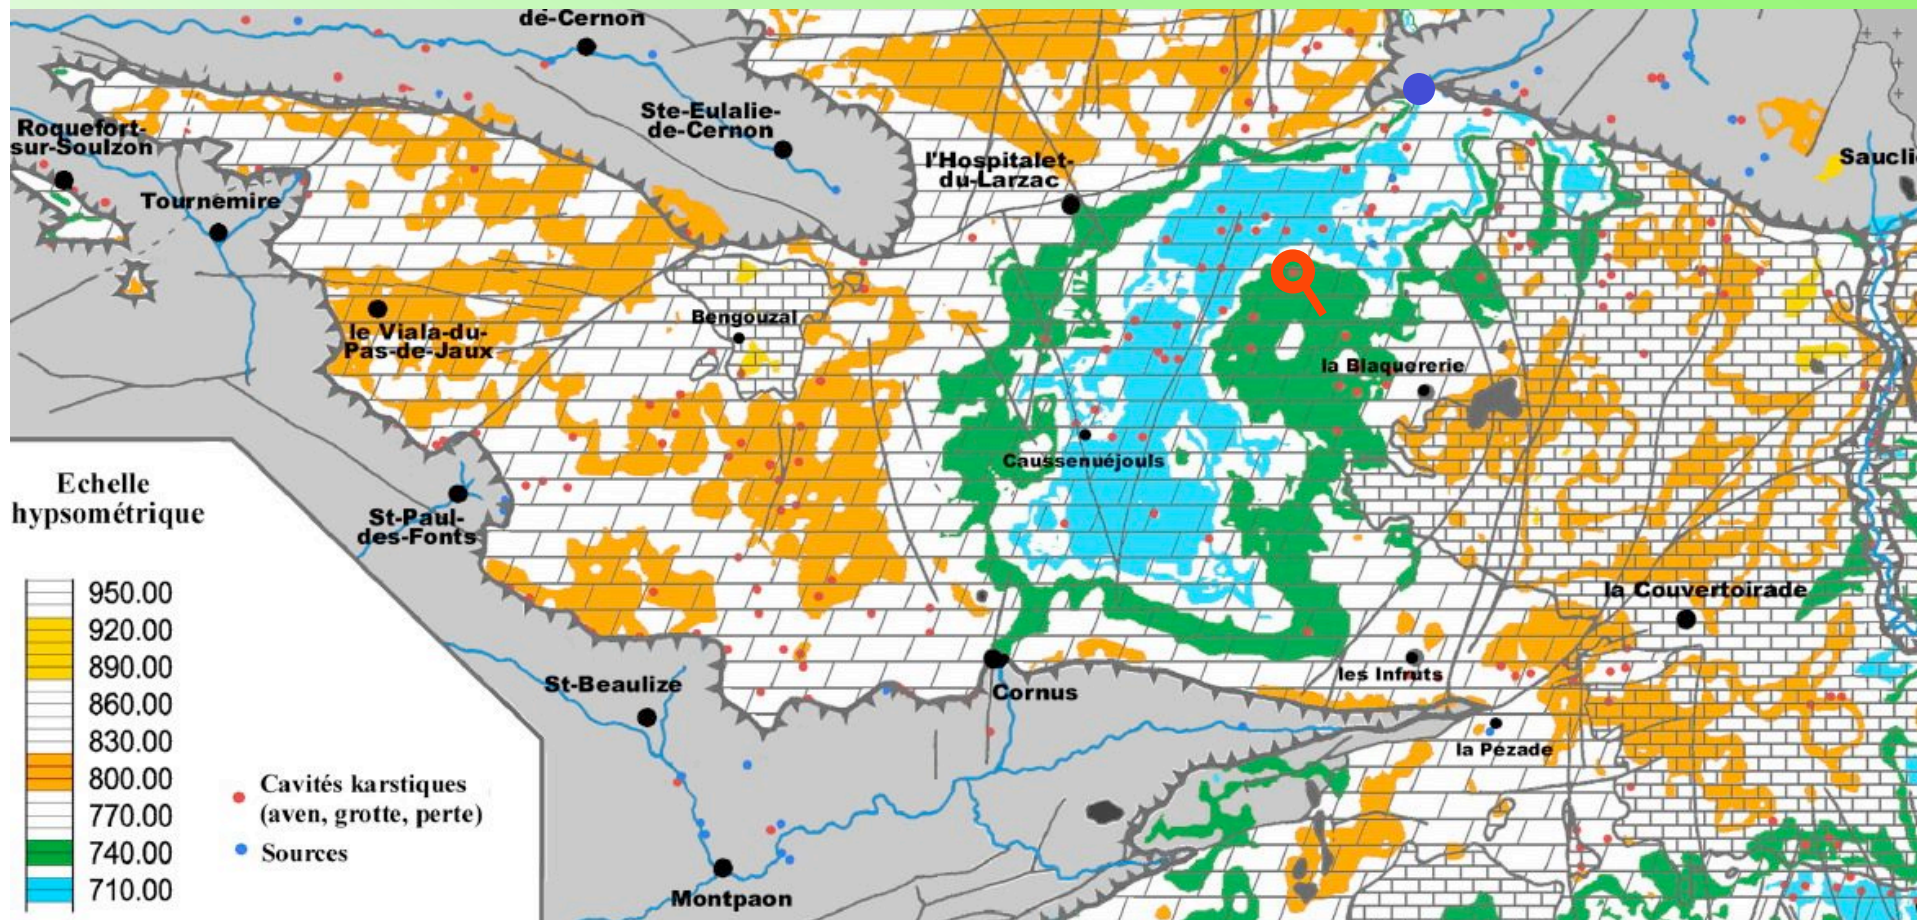 de-Cernon
Ste-Eulalie-
de-Cernon
Roquefort-
sur-Soulzon
Tournemire
l'Hospitalet-
du-Larzac
Saucli
le Viala-du-
Pas-de-Jaux
Bengouzal
la Blaquererie
Caussenuéjouls
St-Paul-
des-Fonts
la Couvertoirade
St-Beaulize
Cornus
les Infruts
la Pézade
Montpaon
Echelle
hypsométrique
950.00
920.00
890.00
860.00
830.00
800.00
770.00
740.00
710.00
Cavités karstiques
(aven, grotte, perte)
Sources